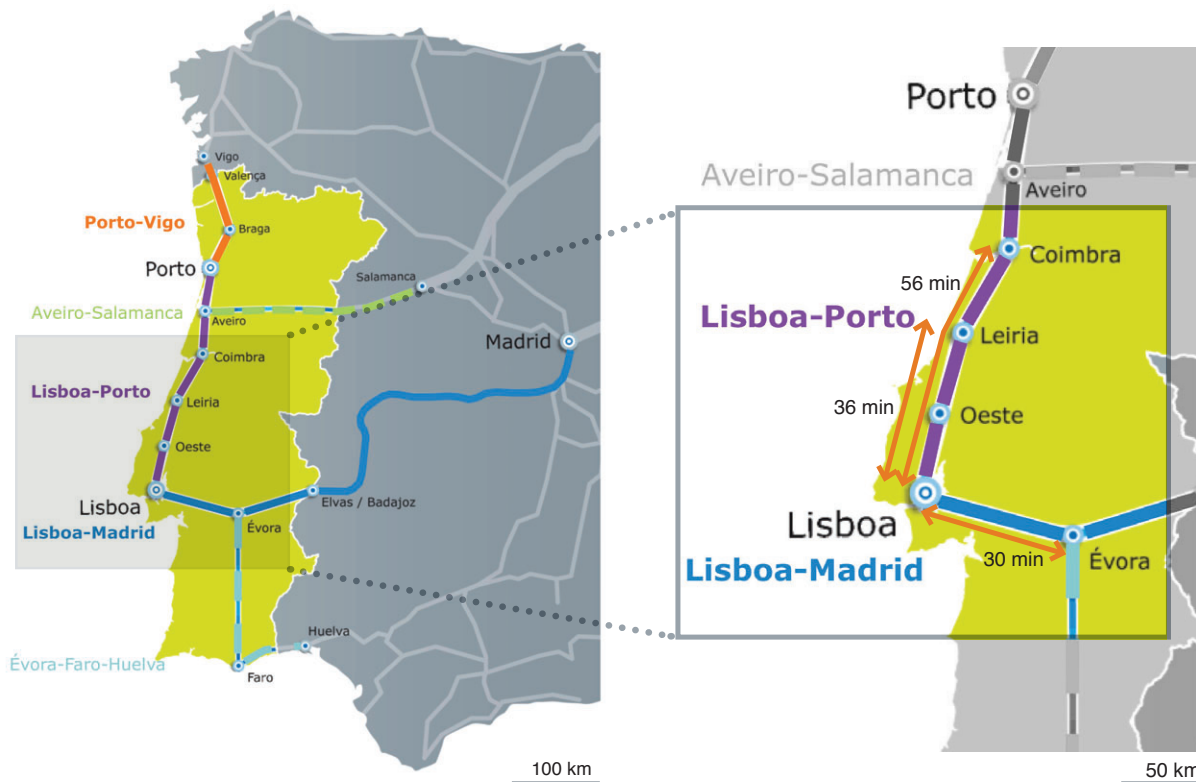 Vigo
Valença
Porto-Vigo
Braga
Porto
Salamanca
Aveiro-Salamanca
Aveiro
Madrid
Coimbra
Lisboa-Porto
Leiria
Oeste
Lisboa
Elvas / Badajoz
Évora
Lisboa-Madrid
Huelva
Évora-Faro-Huelva
Faro
100 km
Porto
Aveiro-Salamanca
Aveiro
Coimbra
56 min
Lisboa-Porto
Leiria
36 min
Oeste
Lisboa
30 min
Évora
Lisboa-Madrid
50 km